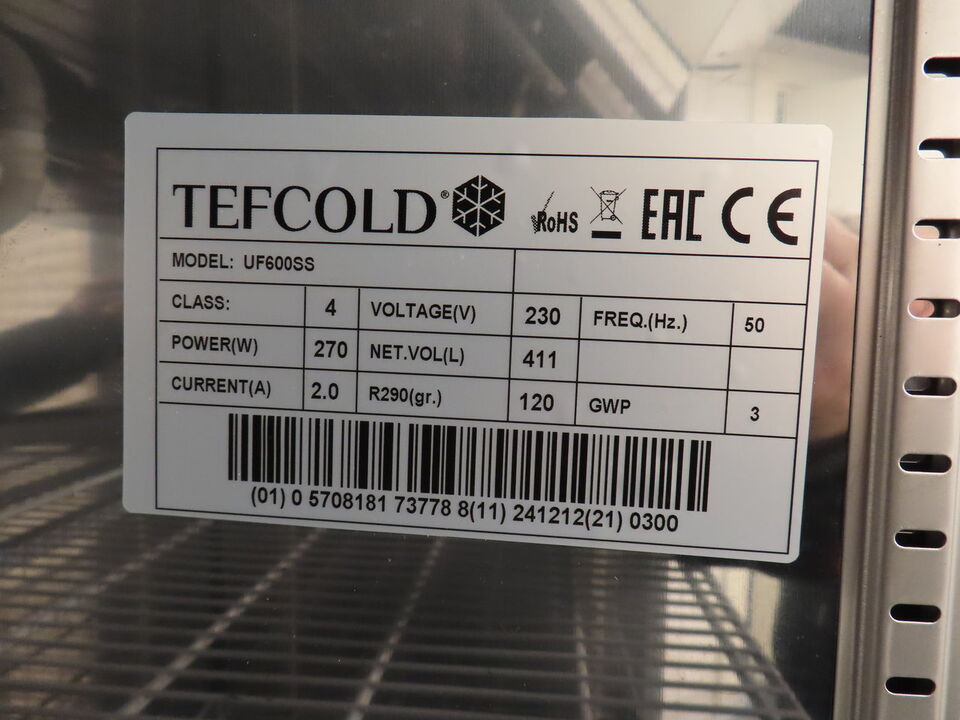 TEFCOLD® RoHS EAC CE
MODEL: UF600SS
CLASS: 4 VOLTAGE(V) 230 FREQ.(Hz.) 50
POWER(W) 270 NET.VOL(L) 411
CURRENT(A) 2.0 R290(gr.) 120 GWP 3
(01) 0 5708181 73778 8(11) 241212(21) 0300